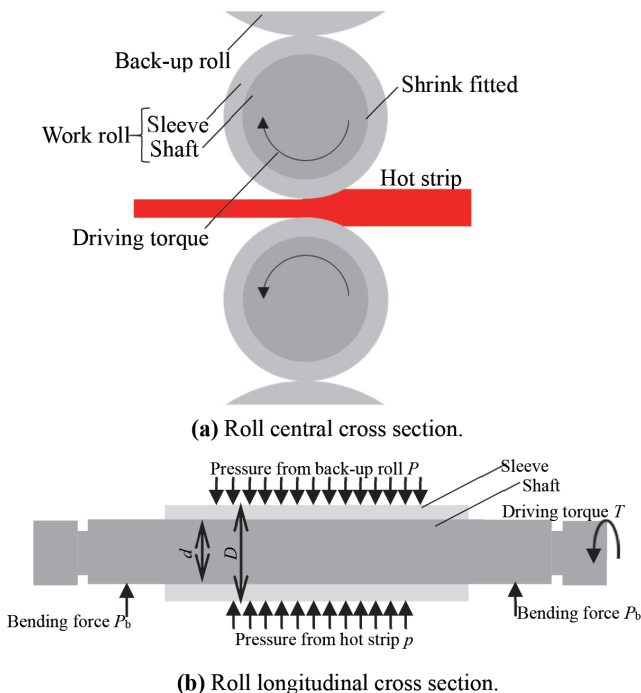 Back-up roll
Shrink fitted
Work roll
Sleeve
Shaft
Hot strip
Driving torque
(a) Roll central cross section.
Pressure from back-up roll P
Sleeve
Shaft
Driving torque T
d
D
Bending force Pb
Bending force Pb
Pressure from hot strip p
(b) Roll longitudinal cross section.